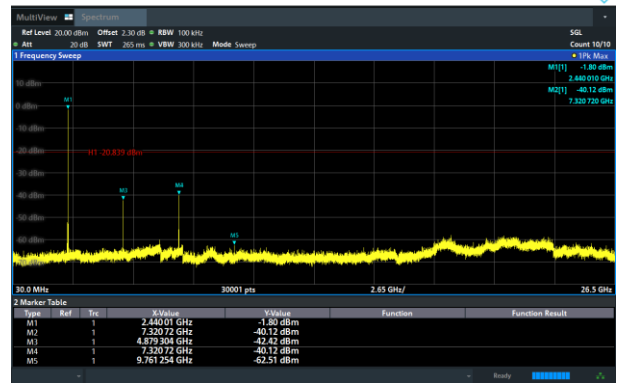 MultiView Spectrum
Ref Level 20.00 dBm Offset 2.30 dB RBW 100 kHz SGL
Att 20 dB SWT 265 ms VBW 300 kHz Mode Sweep Count 10/10
1 Frequency Sweep 1Pk Max
M1[1] -1.80 dBm
2.440 010 GHz
M2[1] -40.12 dBm
7.320 720 GHz
10 dBm
M1
0 dBm
-10 dBm
-20 dBm
H1 -20.839 dBm
-30 dBm
M3
M4
-40 dBm
-50 dBm
M5
-60 dBm
30.0 MHz 30001 pts 2.65 GHz/ 26.5 GHz
2 Marker Table
Type Ref Trc X-Value Y-Value Function Function Result
M1 1 2.440 01 GHz -1.80 dBm
M2 1 7.320 72 GHz -40.12 dBm
M3 1 4.879 304 GHz -42.42 dBm
M4 1 7.320 72 GHz -40.12 dBm
M5 1 9.761 254 GHz -62.51 dBm
Ready